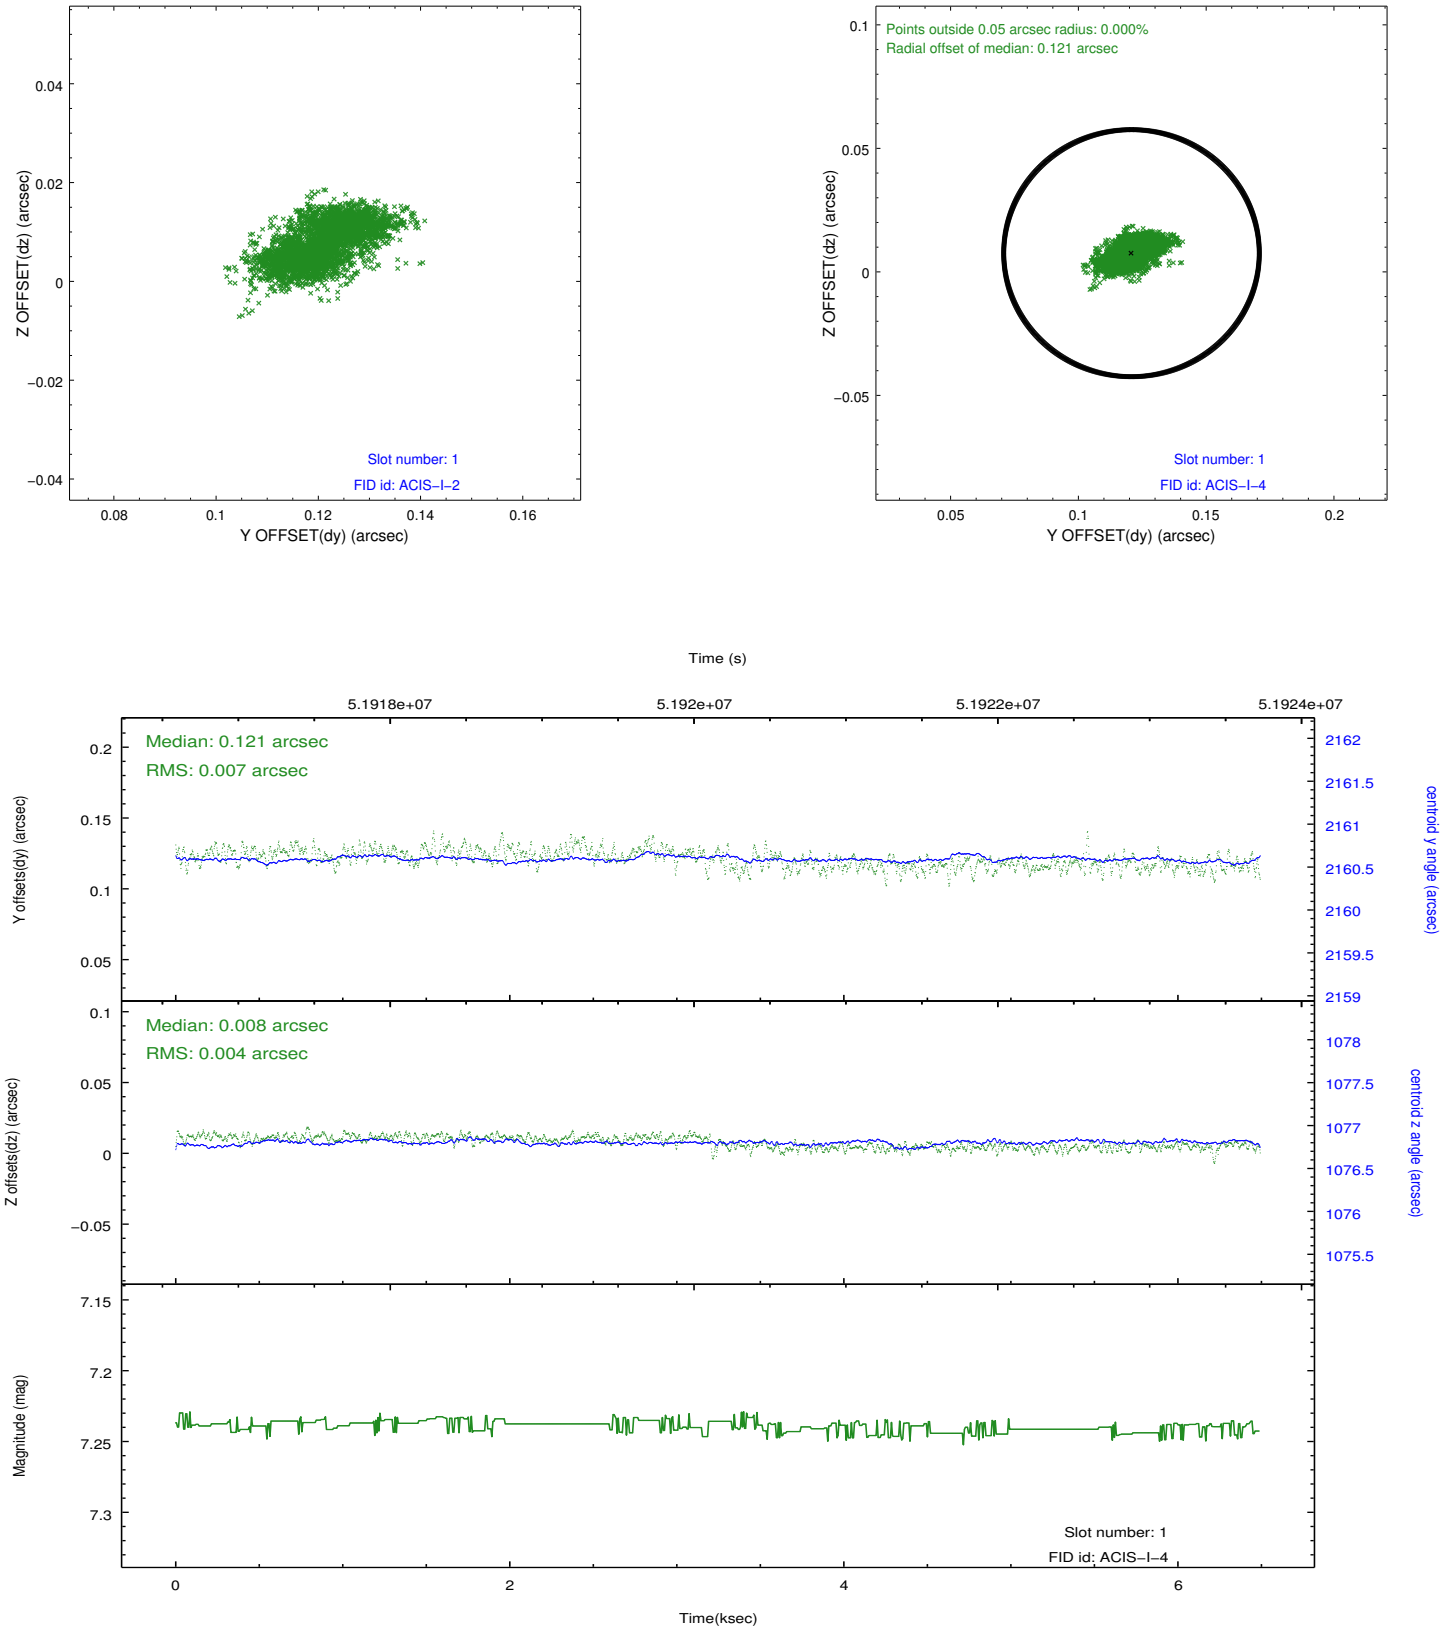 0.04
0.02
0
−0.02
−0.04
Z OFFSET(dz) (arcsec)
Slot number: 1
FID id: ACIS−I−2
0.08 0.1 0.12 0.14 0.16
Y OFFSET(dy) (arcsec)
Points outside 0.05 arcsec radius: 0.000%
Radial offset of median: 0.121 arcsec
0.1
0.05
0
−0.05
Z OFFSET(dz) (arcsec)
Slot number: 1
FID id: ACIS−I−4
0.05 0.1 0.15 0.2
Y OFFSET(dy) (arcsec)
Time (s)
5.1918e+07 5.192e+07 5.1922e+07 5.1924e+07
Median: 0.121 arcsec
RMS: 0.007 arcsec
0.2
0.15
0.1
0.05
Y offsets(dy) (arcsec)
2162
2161.5
2161
2160.5
2160
2159.5
2159
centroid y angle (arcsec)
Median: 0.008 arcsec
RMS: 0.004 arcsec
0.1
0.05
0
−0.05
Z offsets(dz) (arcsec)
1078
1077.5
1077
1076.5
1076
1075.5
centroid z angle (arcsec)
7.15
7.2
7.25
7.3
Magnitude (mag)
Slot number: 1
FID id: ACIS−I−4
0 2 4 6
Time(ksec)